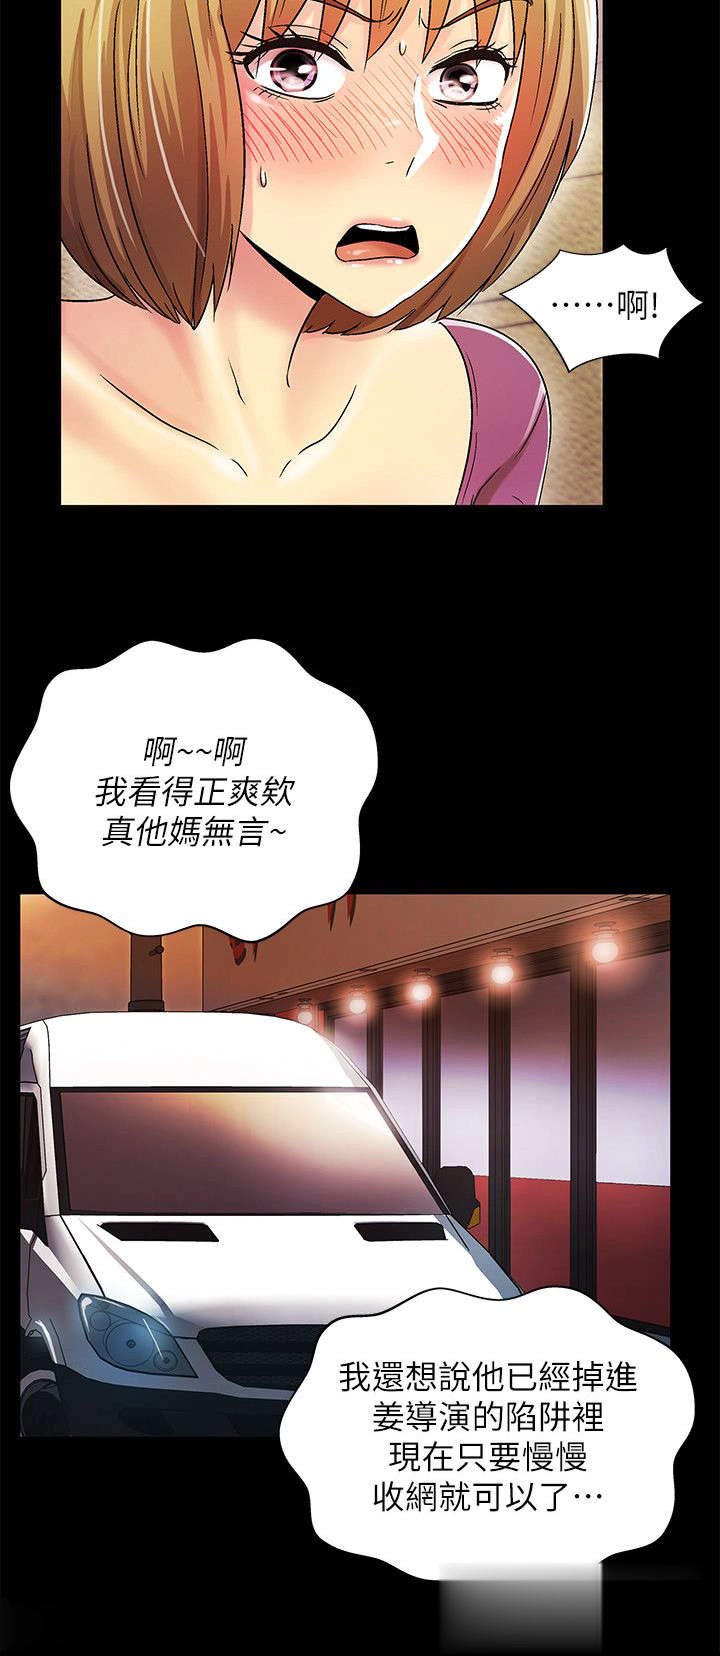 ……啊!
啊~~啊
我看得正爽欸
真他媽無言~
我還想說他已經掉進
姜導演的陷阱裡
現在只要慢慢
收網就可以了…